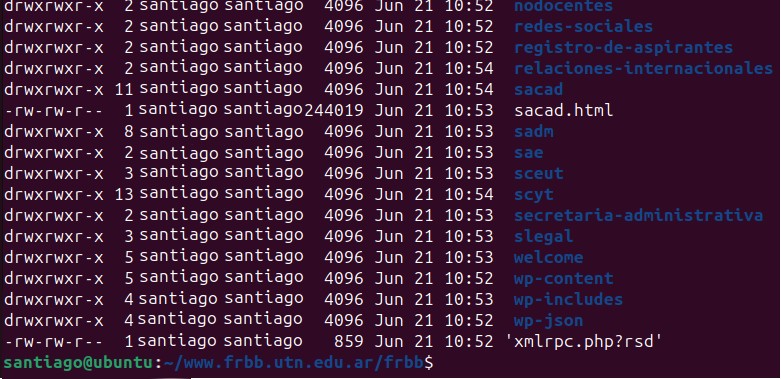 drwxrwxr-x 2 santiago santiago 4096 Jun 21 10:52 nodocentes
drwxrwxr-x 2 santiago santiago 4096 Jun 21 10:52 redes-sociales
drwxrwxr-x 2 santiago santiago 4096 Jun 21 10:52 registro-de-aspirantes
drwxrwxr-x 2 santiago santiago 4096 Jun 21 10:54 relaciones-internacionales
drwxrwxr-x 11 santiago santiago 4096 Jun 21 10:54 sacad
-rw-rw-r-- 1 santiago santiago 244019 Jun 21 10:53 sacad.html
drwxrwxr-x 8 santiago santiago 4096 Jun 21 10:53 sadm
drwxrwxr-x 2 santiago santiago 4096 Jun 21 10:53 sae
drwxrwxr-x 3 santiago santiago 4096 Jun 21 10:53 sceut
drwxrwxr-x 13 santiago santiago 4096 Jun 21 10:54 scyt
drwxrwxr-x 2 santiago santiago 4096 Jun 21 10:53 secretaria-administrativa
drwxrwxr-x 3 santiago santiago 4096 Jun 21 10:53 slegal
drwxrwxr-x 5 santiago santiago 4096 Jun 21 10:53 welcome
drwxrwxr-x 5 santiago santiago 4096 Jun 21 10:52 wp-content
drwxrwxr-x 4 santiago santiago 4096 Jun 21 10:53 wp-includes
drwxrwxr-x 4 santiago santiago 4096 Jun 21 10:52 wp-json
-rw-rw-r-- 1 santiago santiago 859 Jun 21 10:52 'xmlrpc.php?rsd'
santiago@ubuntu:~/www.frbb.utn.edu.ar/frbb$